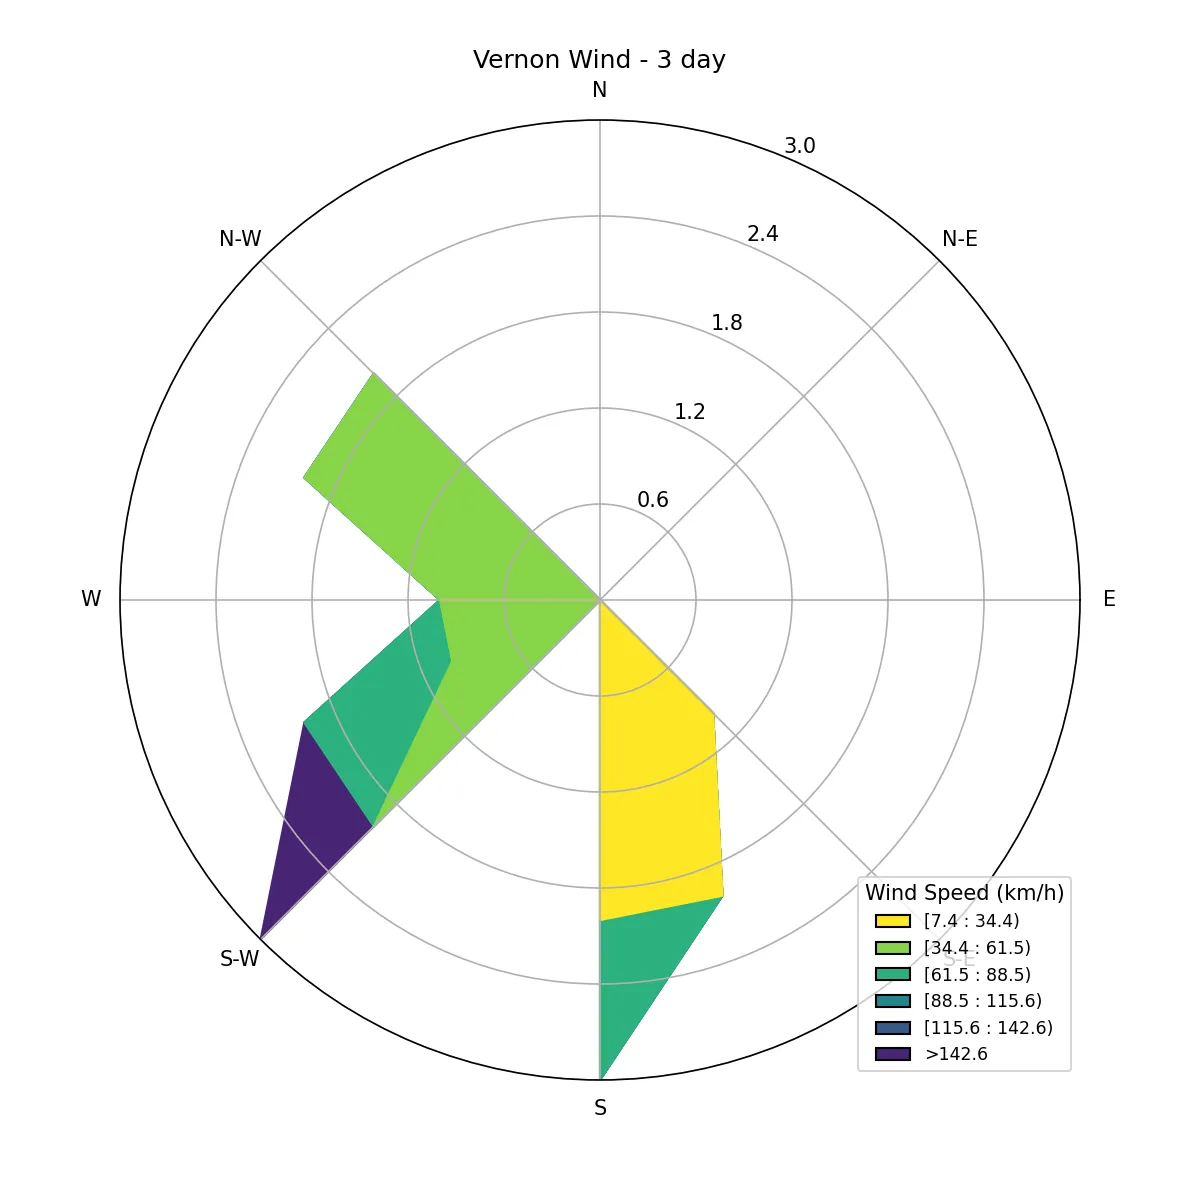 Vernon Wind - 3 day
N
3.0
N-W
2.4
N-E
1.8
1.2
0.6
W
E
Wind Speed (km/h)
[7.4 : 34.4)
[34.4 : 61.5)
S-E
[61.5 : 88.5)
[88.5 : 115.6)
[115.6 : 142.6)
>142.6
S-W
S